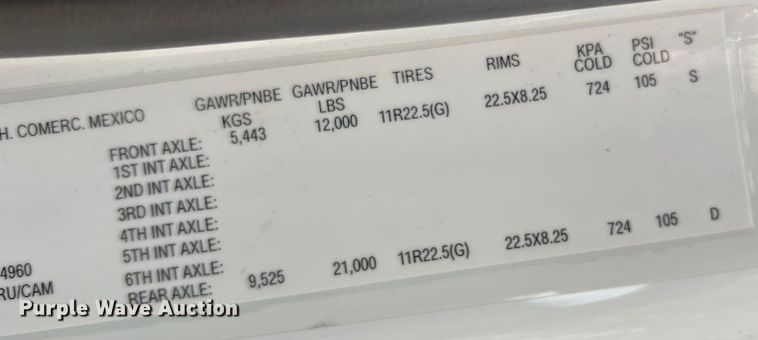 GAWR/PNBE GAWR/PNBE TIRES RIMS KPA PSI "S"
H. COMERC. MEXICO KGS LBS COLD COLD
FRONT AXLE: 5,443 12,000 11R22.5(G) 22.5X8.25 724 105 S
1ST INT AXLE:
2ND INT AXLE:
3RD INT AXLE:
4TH INT AXLE:
5TH INT AXLE:
4960 6TH INT AXLE:
RU/CAM REAR AXLE: 9,525 21,000 11R22.5(G) 22.5X8.25 724 105 D
Purple Wave Auction